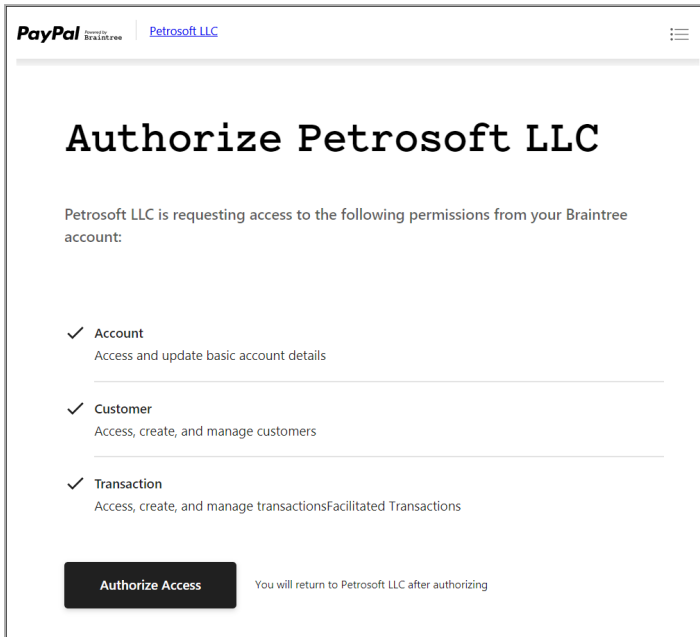 PayPal Powered by Braintree Petrosoft LLC
Authorize Petrosoft LLC
Petrosoft LLC is requesting access to the following permissions from your Braintree
account:
Account
Access and update basic account details
Customer
Access, create, and manage customers
Transaction
Access, create, and manage transactionsFacilitated Transactions
Authorize Access You will return to Petrosoft LLC after authorizing